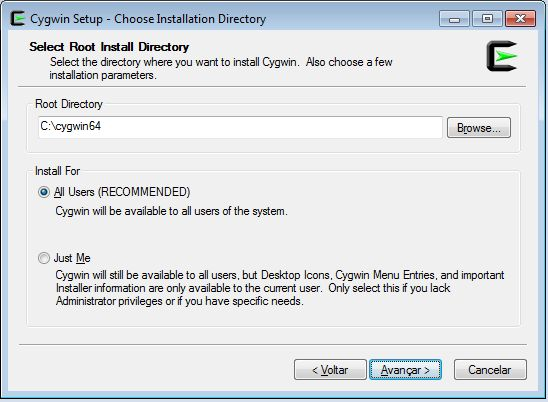 Cygwin Setup - Choose Installation Directory
Select Root Install Directory
Select the directory where you want to install Cygwin. Also choose a few
installation parameters.
Root Directory
C:\cygwin64
Browse...
Install For
All Users (RECOMMENDED)
Cygwin will be available to all users of the system.
Just Me
Cygwin will still be available to all users, but Desktop Icons, Cygwin Menu Entries, and important
Installer information are only available to the current user. Only select this if you lack
Administrator privileges or if you have specific needs.
< Voltar
Avançar >
Cancelar